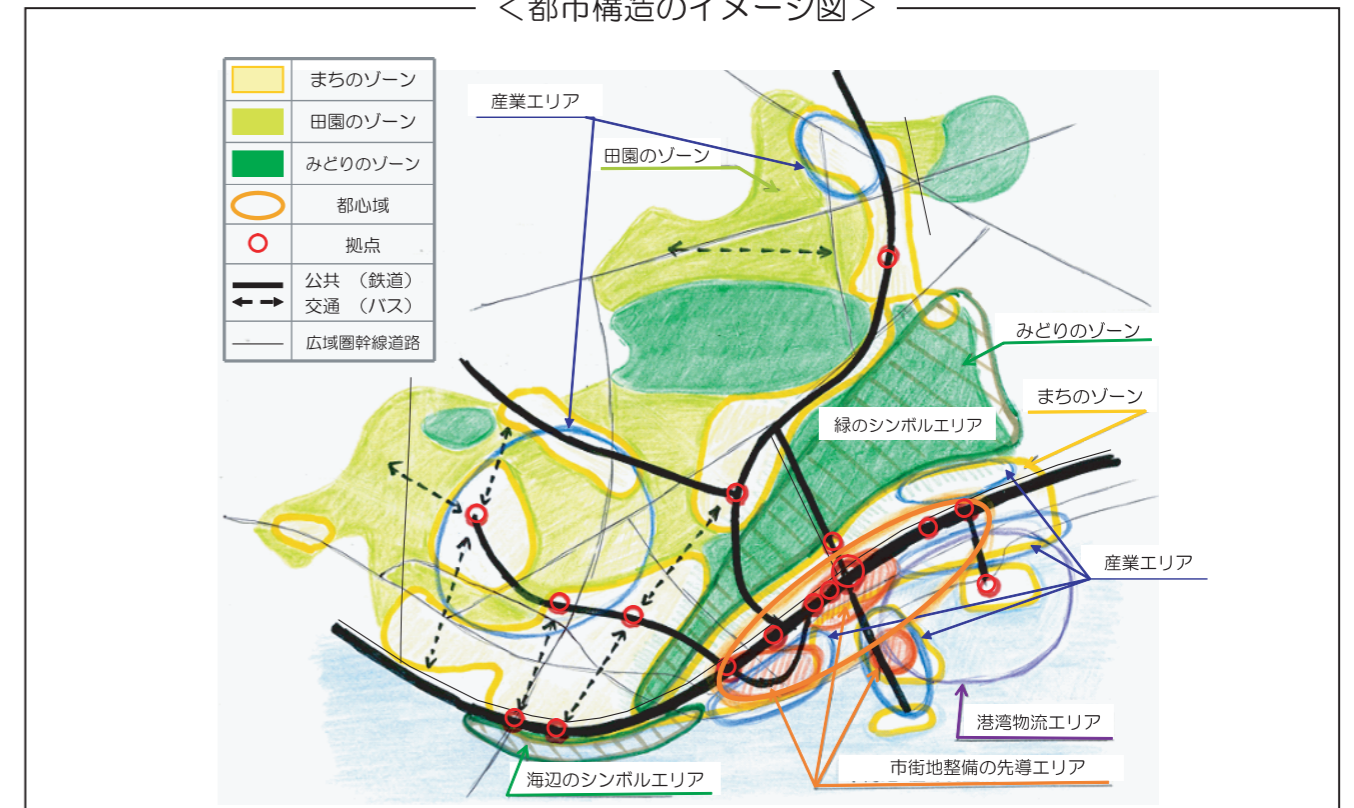 ＜都市構造のイメージ図＞
まちのゾーン
田園のゾーン
みどりのゾーン
都心域
拠点
公共 （鉄道）
交通 （バス）
広域圏幹線道路
産業エリア
田園のゾーン
みどりのゾーン
まちのゾーン
緑のシンボルエリア
産業エリア
港湾物流エリア
市街地整備の先導エリア
海辺のシンボルエリア